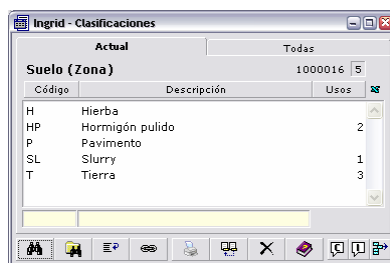 Ingrid - Clasificaciones
Actual Todas
Suelo (Zona) 1000016 5
Código Descripción Usos
H Hierba
HP Hormigón pulido 2
P Pavimento
SL Slurry 1
T Tierra 3